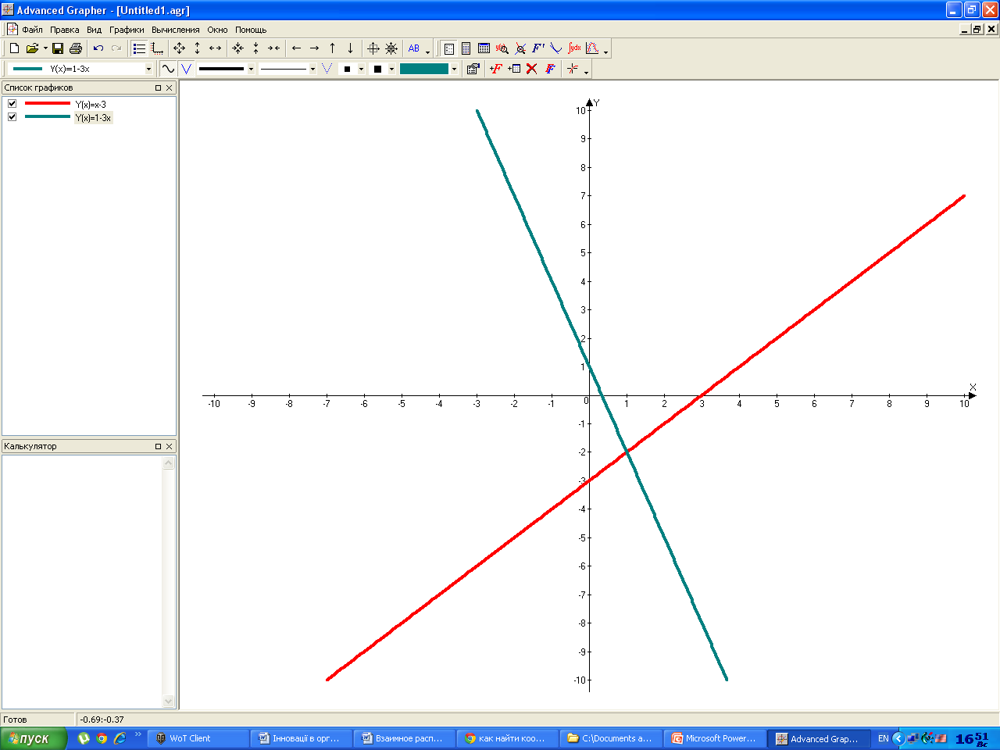 Advanced Grapher - [Untitled1.agr]
Файл Правка Вид Графики Вычисления Окно Помощь
AB y(x) F' ∫ydx
Y(x)=1-3x +F F
Список графиков
Y(x)=x-3
Y(x)=1-3x
Y
10
9
8
7
6
5
4
3
2
1
X
-10 -9 -8 -7 -6 -5 -4 -3 -2 -1 0 1 2 3 4 5 6 7 8 9 10
-1
-2
-3
-4
-5
-6
-7
-8
-9
-10
Калькулятор
Готов -0.69:-0.37
пуск WoT Client Інновації в орг... Взаимное расп... как найти коо... C:\Documents a... Microsoft Power... Advanced Grap... EN 16 51 Вс